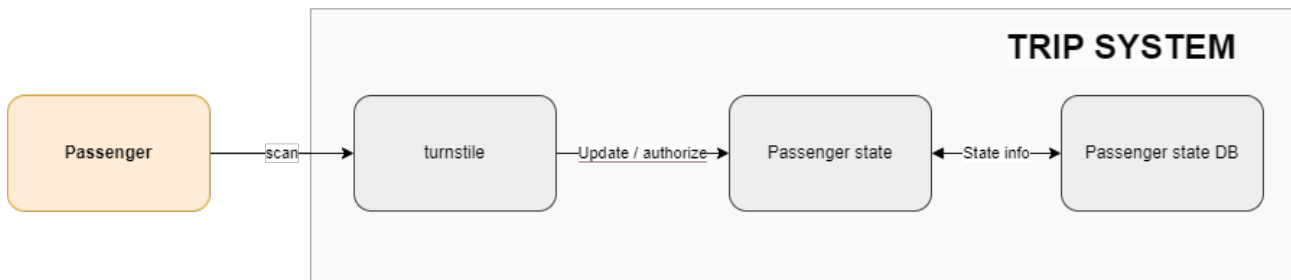 TRIP SYSTEM
Passenger
scan
turnstile
Update / authorize
Passenger state
State info
Passenger state DB